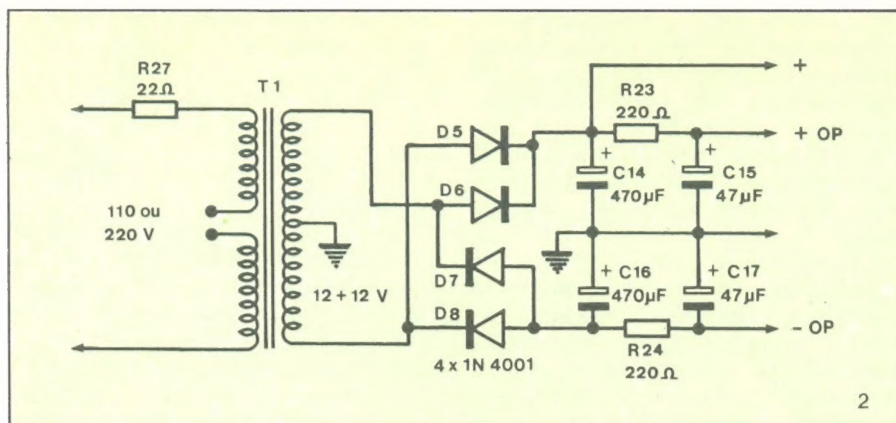 R27
22Ω
T1
110 ou
220 V
12 + 12 V
D5
D6
D7
D8
4 x 1N 4001
R23
220 Ω
+
+ OP
+
C14
470µF
+
C15
47µF
+
C16
470µF
+
C17
47µF
R24
220Ω
- OP
2